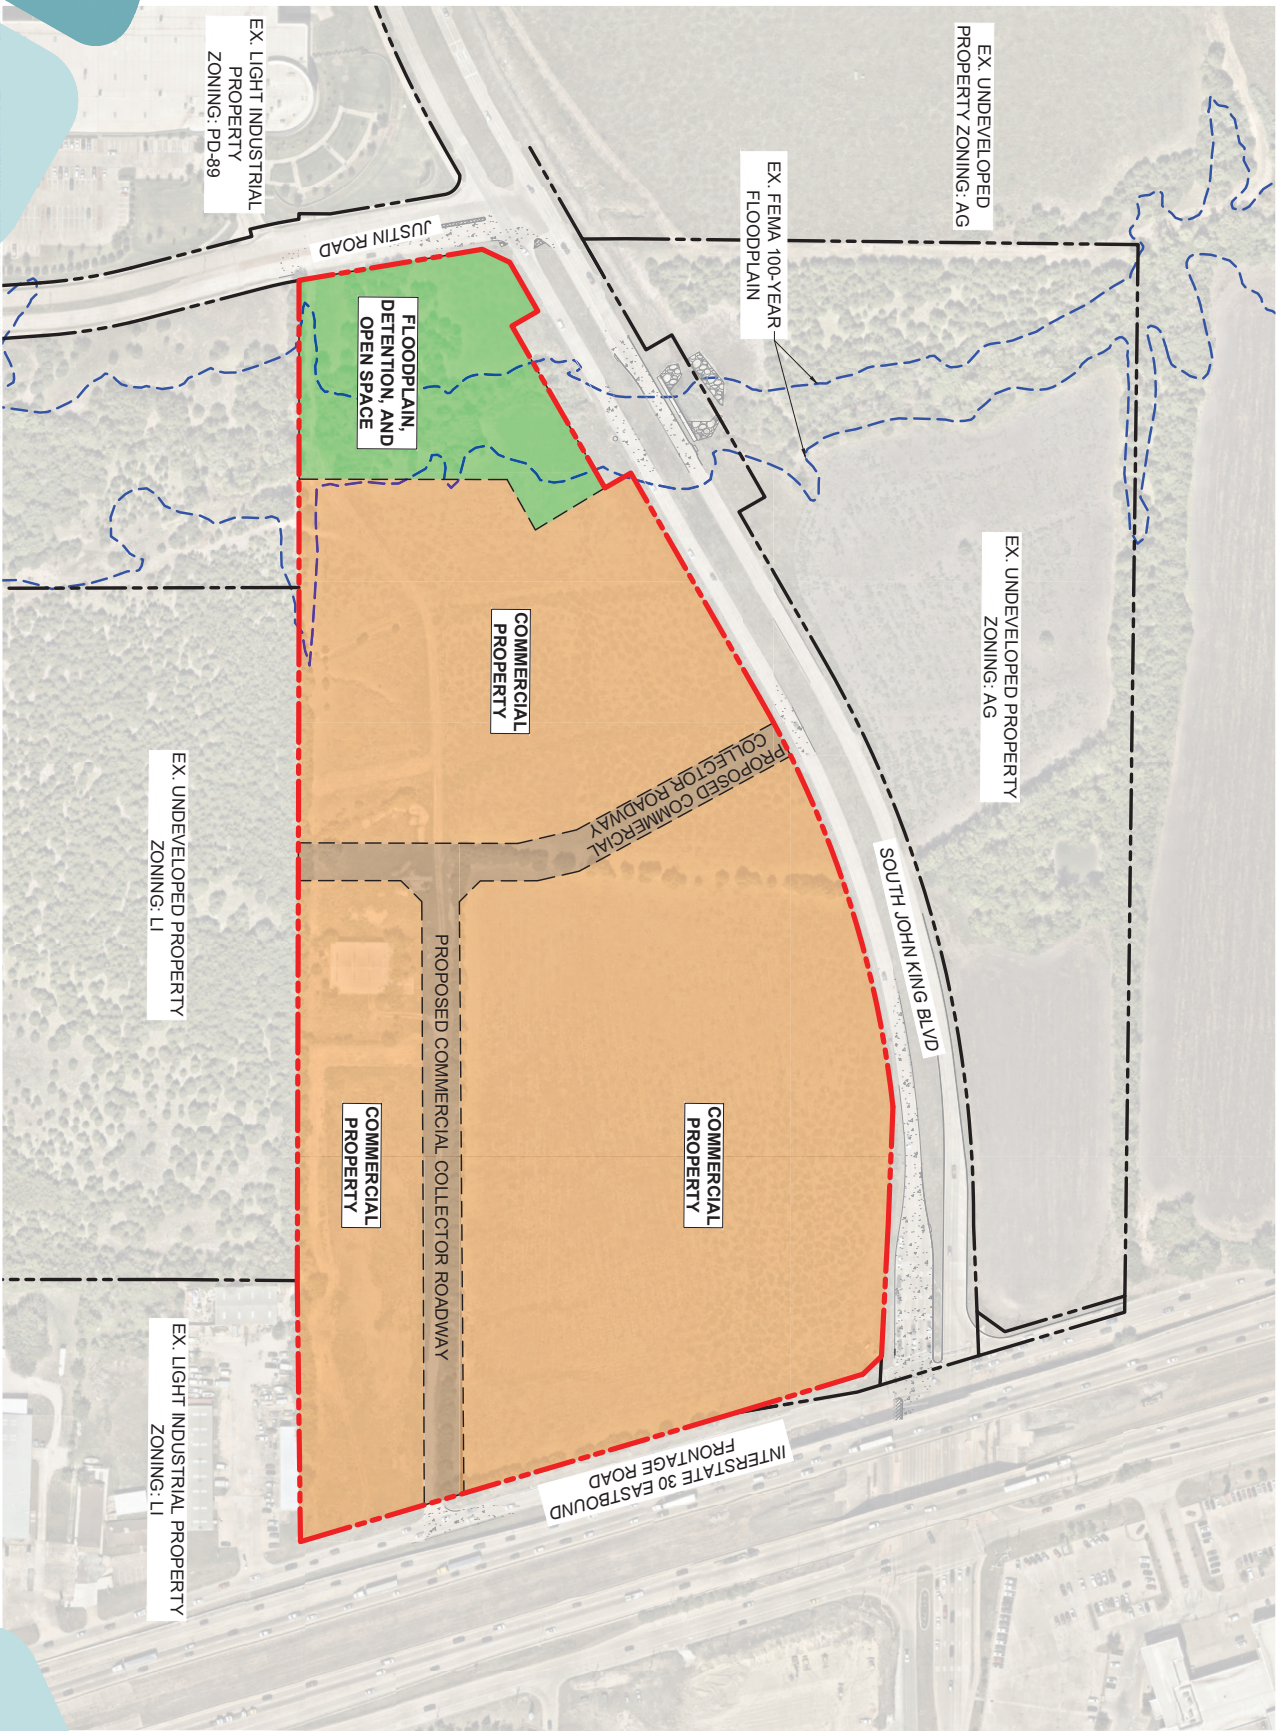 EX. LIGHT INDUSTRIAL
PROPERTY
ZONING: PD-89
EX. UNDEVELOPED
PROPERTY ZONING: AG
EX. FEMA 100-YEAR
FLOODPLAIN
JUSTIN ROAD
FLOODPLAIN,
DETENTION, AND
OPEN SPACE
EX. UNDEVELOPED PROPERTY
ZONING: AG
COMMERCIAL
PROPERTY
PROPOSED COMMERCIAL
COLLECTOR ROADWAY
SOUTH JOHN KING BLVD
EX. UNDEVELOPED PROPERTY
ZONING: LI
PROPOSED COMMERCIAL COLLECTOR ROADWAY
COMMERCIAL
PROPERTY
COMMERCIAL
PROPERTY
EX. LIGHT INDUSTRIAL PROPERTY
ZONING: LI
INTERSTATE 30 EASTBOUND
FRONTAGE ROAD